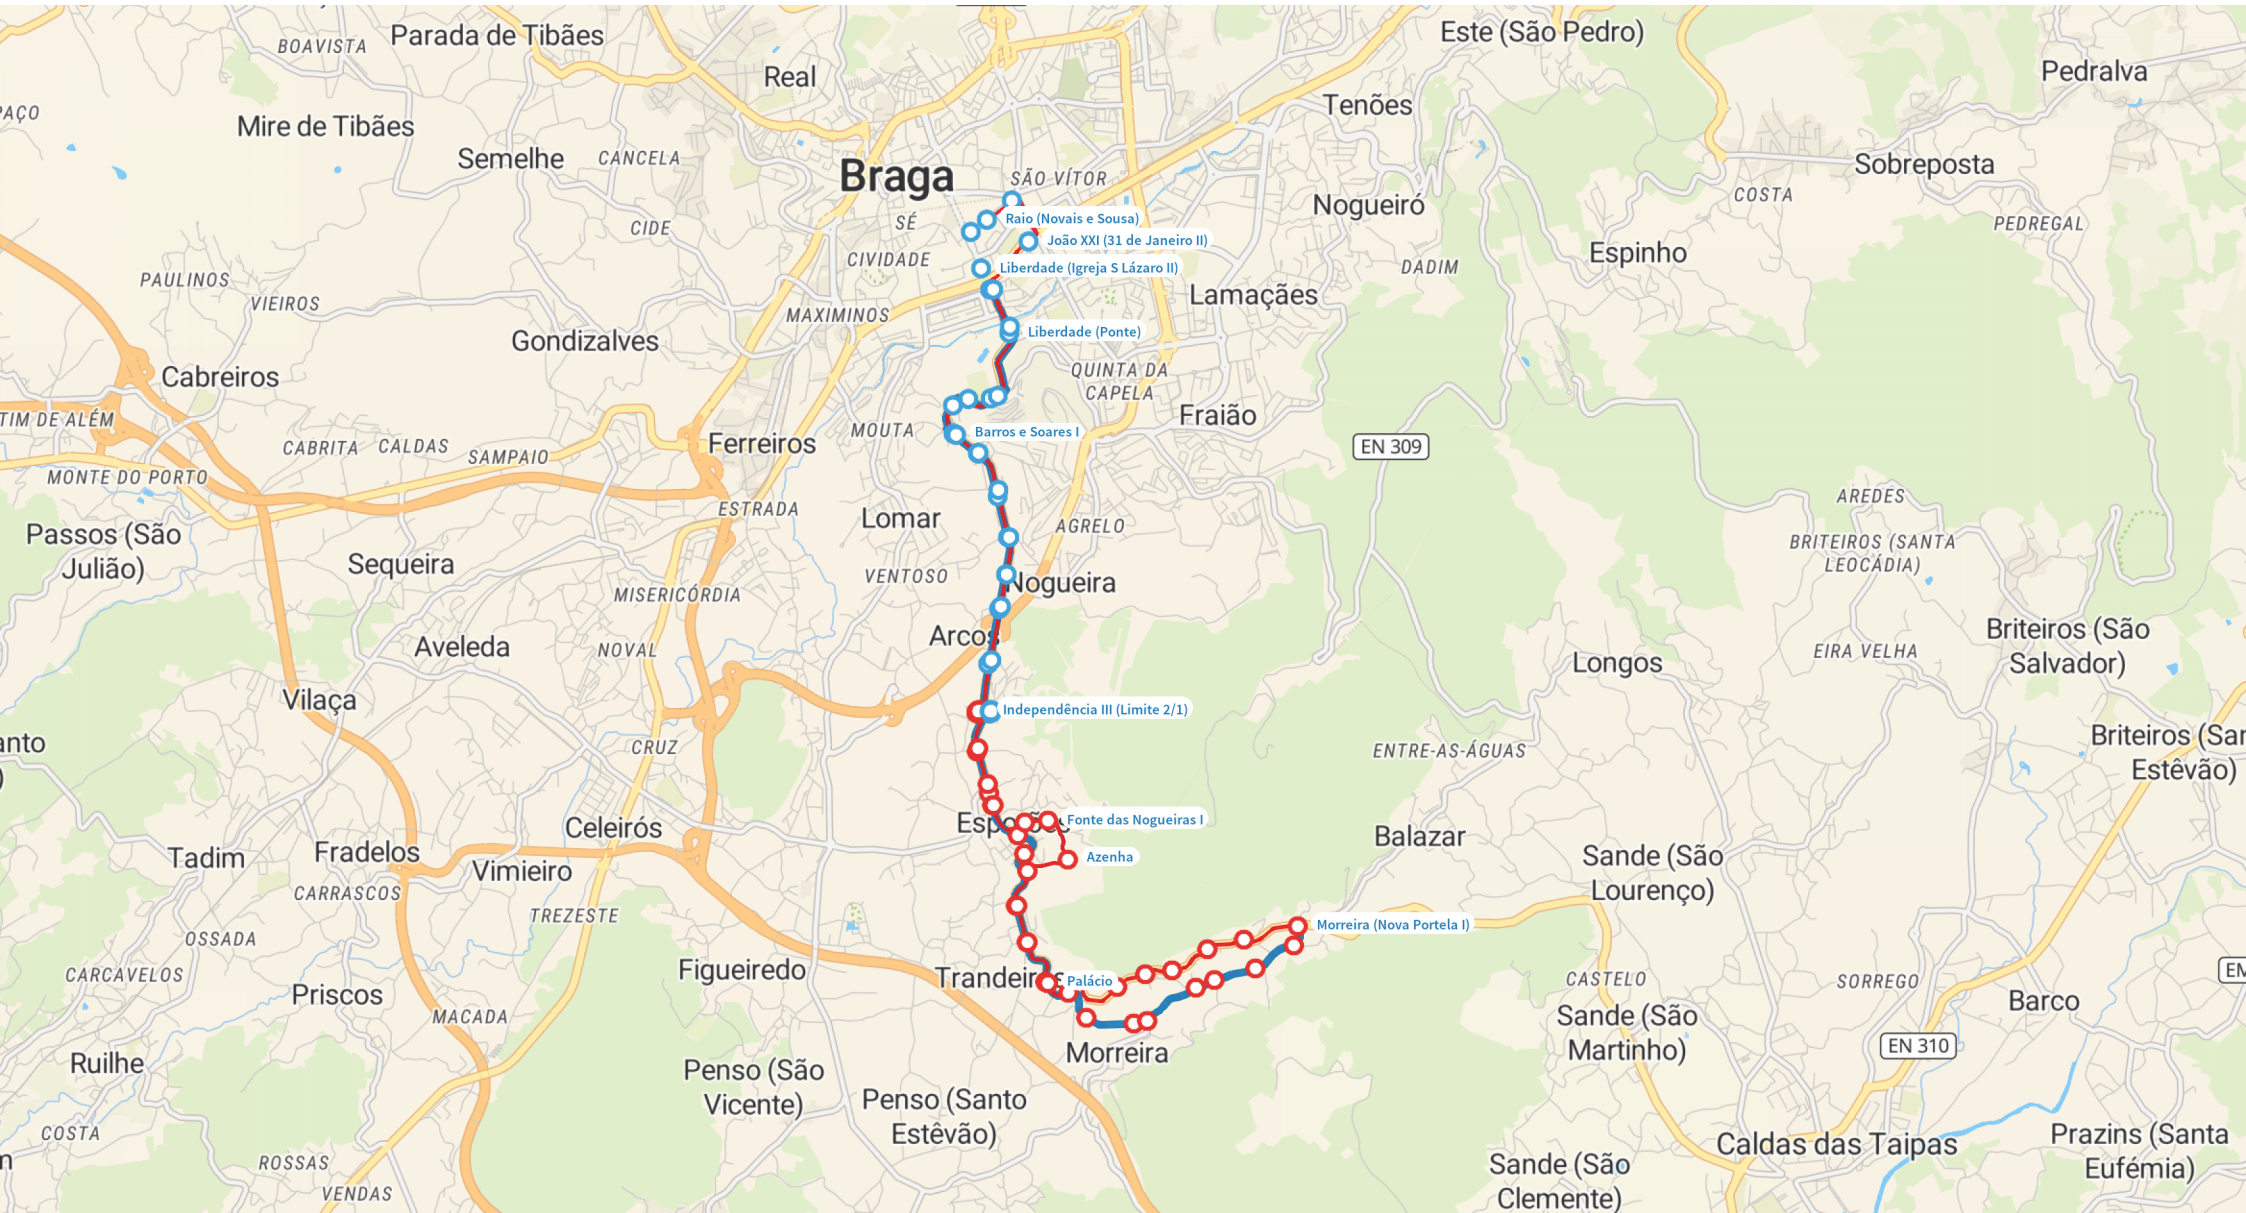 Este (São Pedro)
Parada de Tibães
BOAVISTA
Real
Pedralva
Tenões
PAÇO
Mire de Tibães
Semelhe
CANCELA
Braga
SÃO VÍTOR
Sobreposta
COSTA
Nogueiró
Raio (Novais e Sousa)
SÉ
CIDE
PEDREGAL
João XXI (31 de Janeiro II)
Espinho
CIVIDADE
Liberdade (Igreja S Lázaro II)
DADIM
PAULINOS
VIEIROS
Lamaçães
MAXIMINOS
Liberdade (Ponte)
Gondizalves
QUINTA DA
CAPELA
Cabreiros
TIM DE ALÉM
Fraião
MOUTA
Barros e Soares I
CABRITA
CALDAS
SAMPAIO
Ferreiros
EN 309
MONTE DO PORTO
AREDES
ESTRADA
Lomar
AGRELO
Passos (São
Julião)
BRITEIROS (SANTA
LEOCÁDIA)
Sequeira
VENTOSO
Nogueira
MISERICÓRDIA
Arcos
Briteiros (São
Salvador)
Aveleda
NOVAL
EIRA VELHA
Longos
Vilaça
Independência III (Limite 2/1)
anto
)
CRUZ
ENTRE-AS-ÁGUAS
Briteiros (San
Estêvão)
Fonte das Nogueiras I
Celeirós
Balazar
Tadim
Fradelos
Azenha
Vimieiro
Sande (São
Lourenço)
CARRASCOS
TREZESTE
Morreira (Nova Portela I)
OSSADA
CARCAVELOS
Figueiredo
Trandeiras
Palácio
CASTELO
SORREGO
EM
Priscos
MACADA
Barco
Sande (São
Martinho)
EN 310
Morreira
Ruilhe
Penso (São
Vicente)
Penso (Santo
Estêvão)
COSTA
Caldas das Taipas
Prazins (Santa
Eufémia)
m
ROSSAS
Sande (São
Clemente)
VENDAS